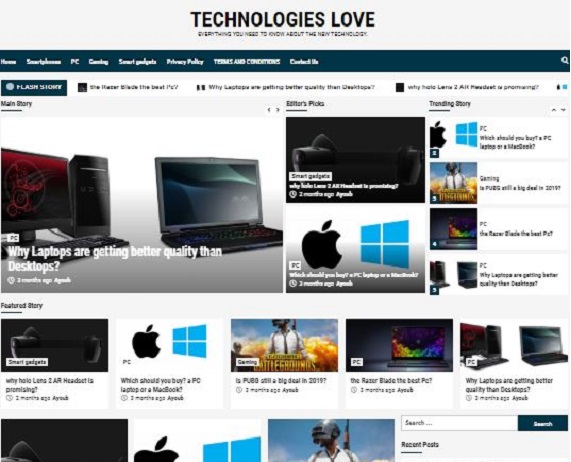 TECHNOLOGIES LOVE
EVERYTHING YOU NEED TO KNOW ABOUT THE NEW TECHNOLOGY.
Home Smartphones PC Gaming Smart gadgets Privacy Policy TERMS AND CONDITIONS Contact Us
FLASH STORY the Razer Blade the best Pc? Why Laptops are getting better quality than Desktops? why holo Lens 2 AR Headset is promising?
Main Story
Editor's Picks
Trending Story
PC
Why Laptops are getting better quality than
Desktops?
3 months ago Ayoub
Smart gadgets
why holo Lens 2 AR Headset is promising?
3 months ago Ayoub
PC
Which should you buy? a PC laptop or a MacBook?
3 months ago Ayoub
PC
Which should you buy? a PC
laptop or a MacBook?
2
Gaming
Is PUBG still a big deal in 2019?
3
PC
the Razer Blade the best Pc?
4
PC
Why Laptops are getting better
quality than Desktops?
5
Featured Story
Smart gadgets
why holo Lens 2 AR Headset is
promising?
3 months ago Ayoub
PC
Which should you buy? a PC
laptop or a MacBook?
3 months ago Ayoub
BATTLEGROUNDS
Gaming
Is PUBG still a big deal in 2019?
3 months ago Ayoub
PC
the Razer Blade the best Pc?
3 months ago Ayoub
PC
Why Laptops are getting better
quality than Desktops?
3 months ago Ayoub
Search ... Search
Recent Posts